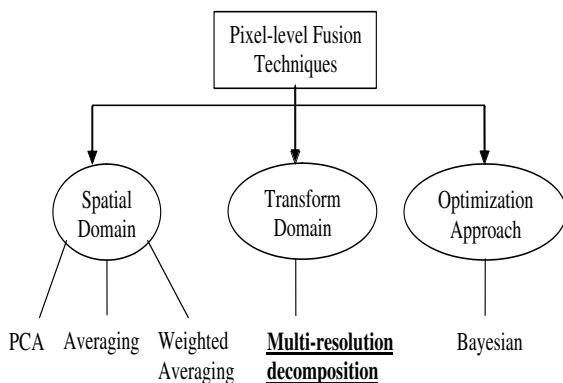 Pixel-level Fusion
Techniques
Spatial
Domain
Transform
Domain
Optimization
Approach
PCA
Averaging
Weighted
Averaging
Multi-resolution
decomposition
Bayesian